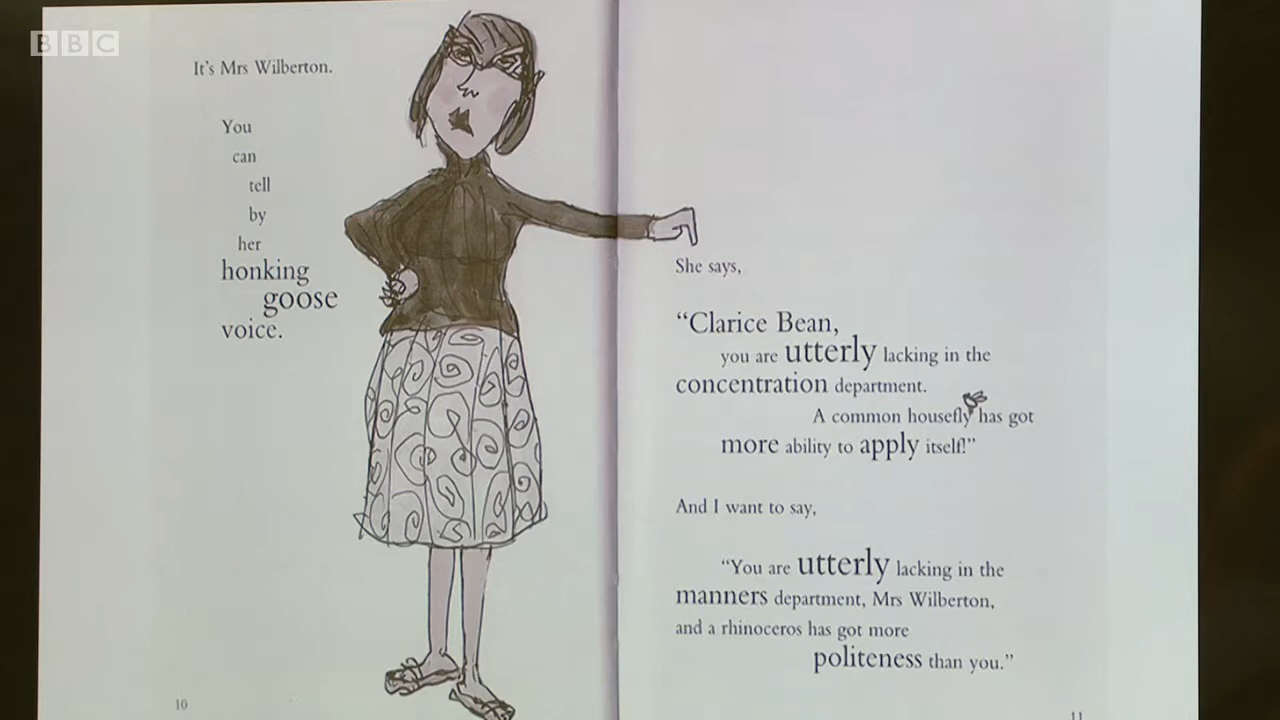 BBC
It's Mrs Wilberton.
You
can
tell
by
her
honking
goose
voice.
She says,
"Clarice Bean,
you are utterly lacking in the
concentration department.
A common housefly has got
more ability to apply itself!"
And I want to say,
"You are utterly lacking in the
manners department, Mrs Wilberton,
and a rhinoceros has got more
politeness than you."
10
11